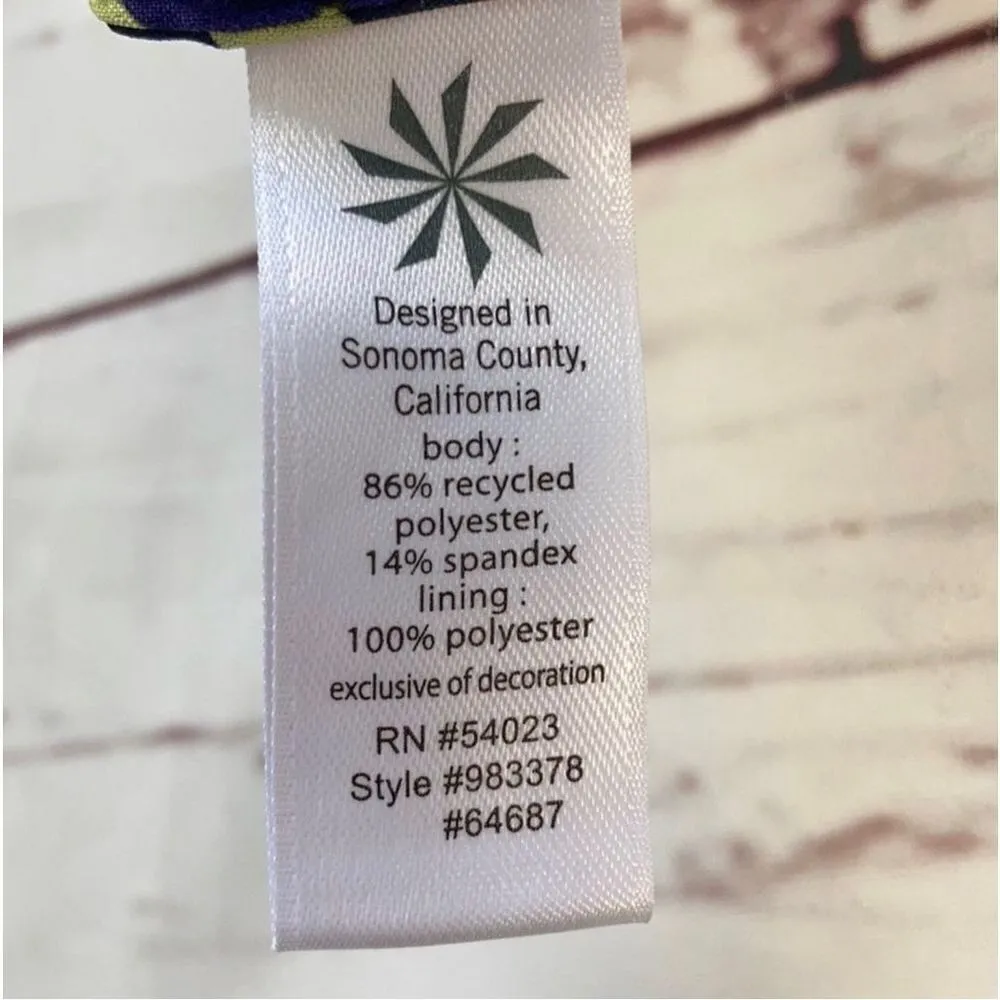 Designed in
Sonoma County,
California
body :
86% recycled
polyester,
14% spandex
lining :
100% polyester
exclusive of decoration
RN #54023
Style #983378
#64687